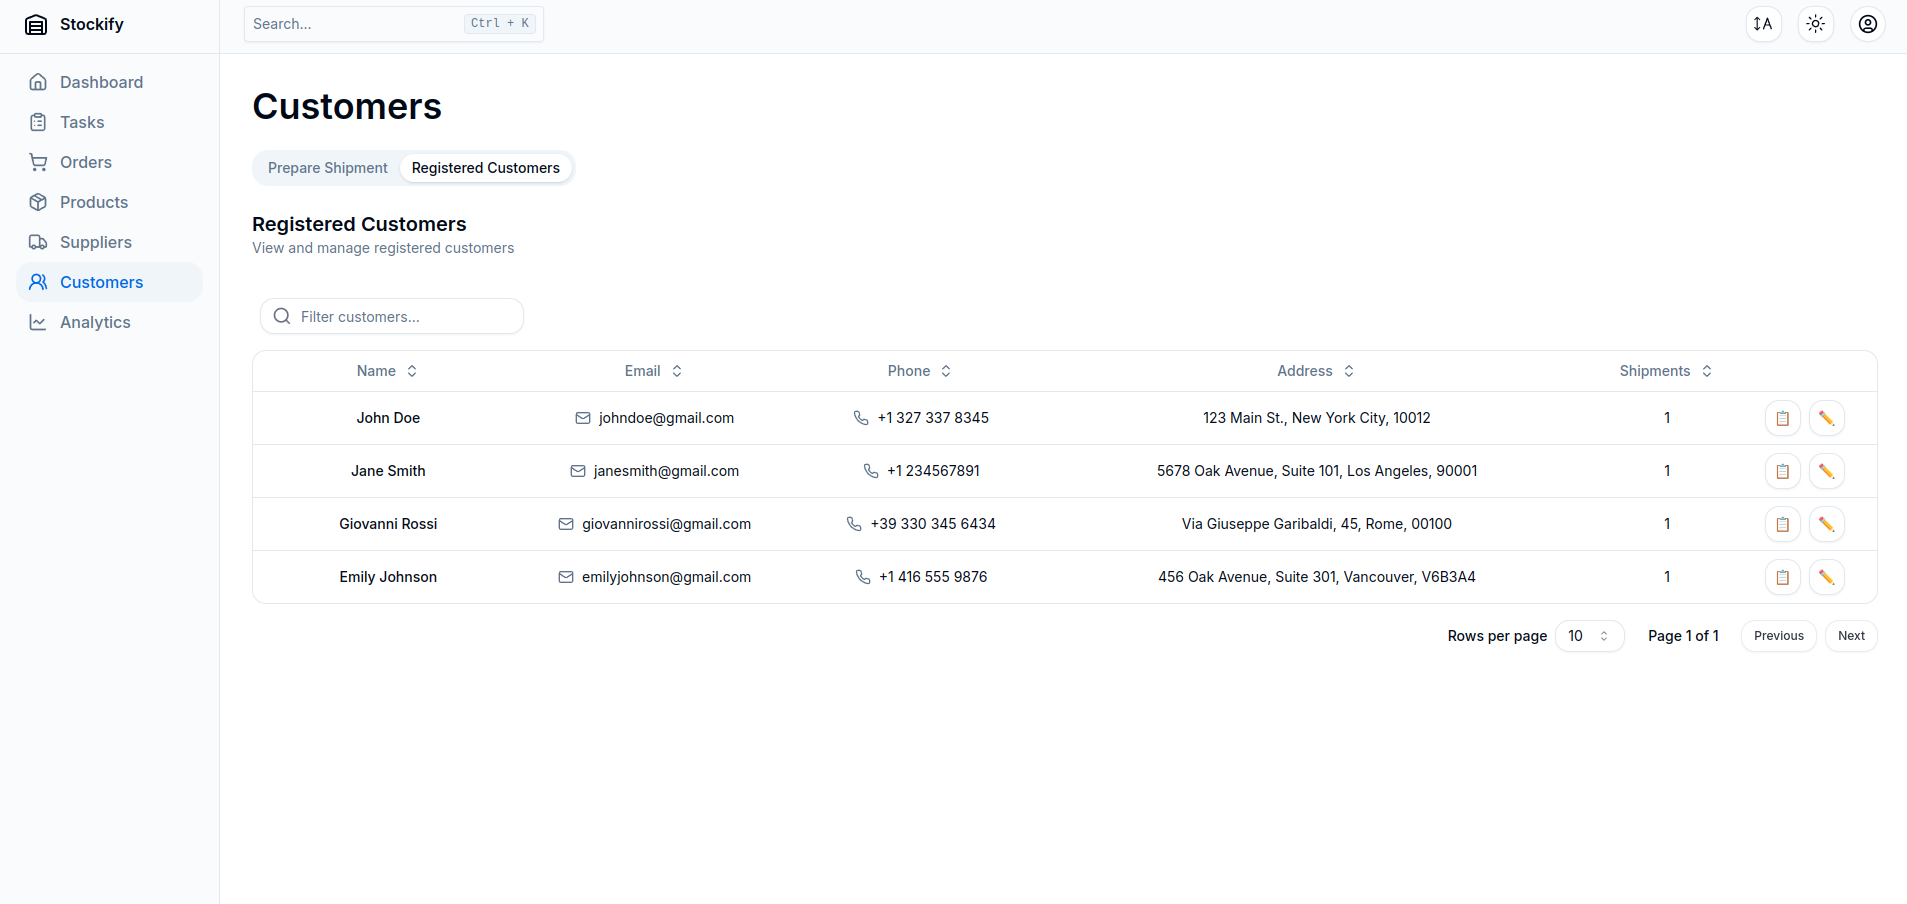 Stockify
Search...
Ctrl + K
A
Dashboard
Tasks
Orders
Products
Suppliers
Customers
Analytics
Customers
Prepare Shipment Registered Customers
Registered Customers
View and manage registered customers
Filter customers...
Name Email Phone Address Shipments
John Doe johndoe@gmail.com +1 327 337 8345 123 Main St., New York City, 10012 1
Jane Smith janesmith@gmail.com +1 234567891 5678 Oak Avenue, Suite 101, Los Angeles, 90001 1
Giovanni Rossi giovannirossi@gmail.com +39 330 345 6434 Via Giuseppe Garibaldi, 45, Rome, 00100 1
Emily Johnson emilyjohnson@gmail.com +1 416 555 9876 456 Oak Avenue, Suite 301, Vancouver, V6B3A4 1
Rows per page 10 Page 1 of 1 Previous Next